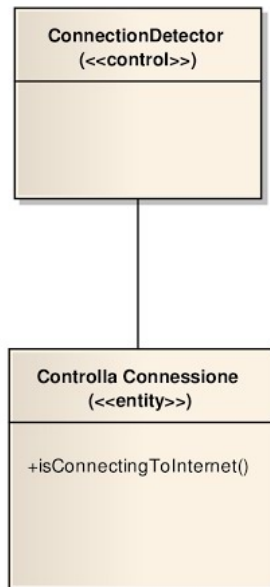 ConnectionDetector
(<<control>>)
Controlla Connessione
(<<entity>>)
+isConnectingToInternet()